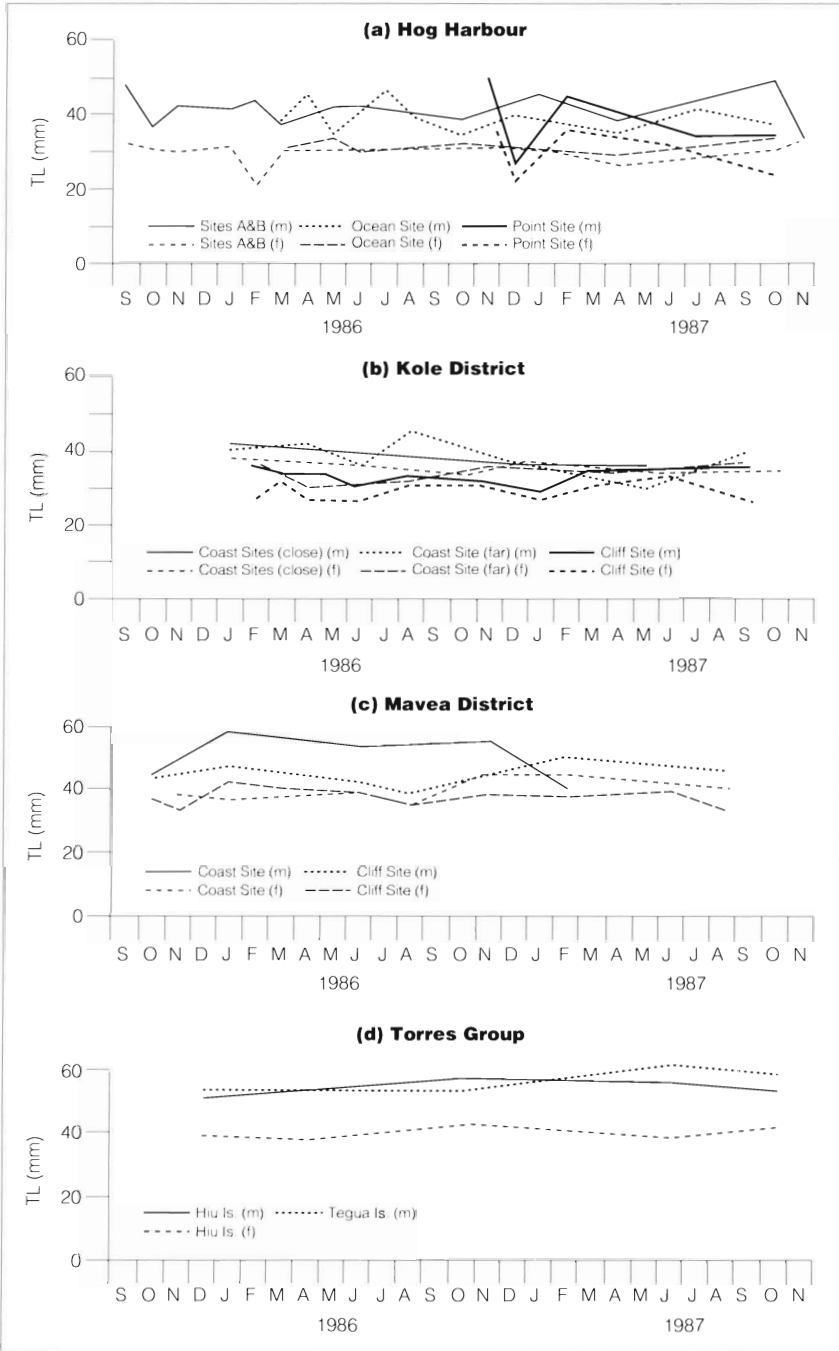 (a) Hog Harbour
60
40
TL (mm)
20
0
Sites A&B (m) Ocean Site (m) Point Site (m)
Sites A&B (f) Ocean Site (f) Point Site (f)
S O N D J F M A M J J A S O N D J F M A M J J A S O N
1986 1987
(b) Kole District
60
40
TL (mm)
20
0
Coast Sites (close) (m) Coast Site (far) (m) Cliff Site (m)
Coast Sites (close) (f) Coast Site (far) (f) Cliff Site (f)
S O N D J F M A M J J A S O N D J F M A M J J A S O N
1986 1987
(c) Mavea District
60
40
TL (mm)
20
0
Coast Site (m) Cliff Site (m)
Coast Site (f) Cliff Site (f)
S O N D J F M A M J J A S O N D J F M A M J J A S O N
1986 1987
(d) Torres Group
60
40
TL (mm)
20
0
Hiu Is. (m) Tegua Is. (m)
Hiu Is. (f)
S O N D J F M A M J J A S O N D J F M A M J J A S O N
1986 1987